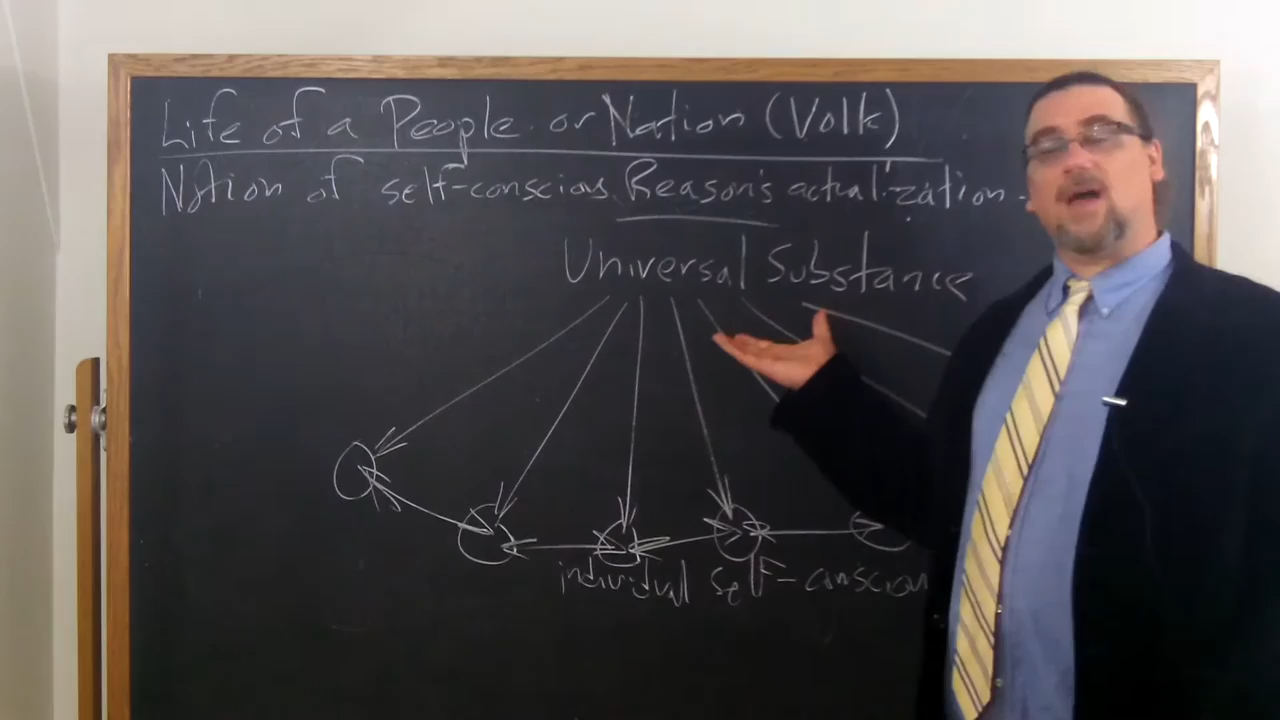 Life of a People or Nation (Volk)
Notion of self-conscious Reason's actualization.
Universal Substance
individual self-conscious